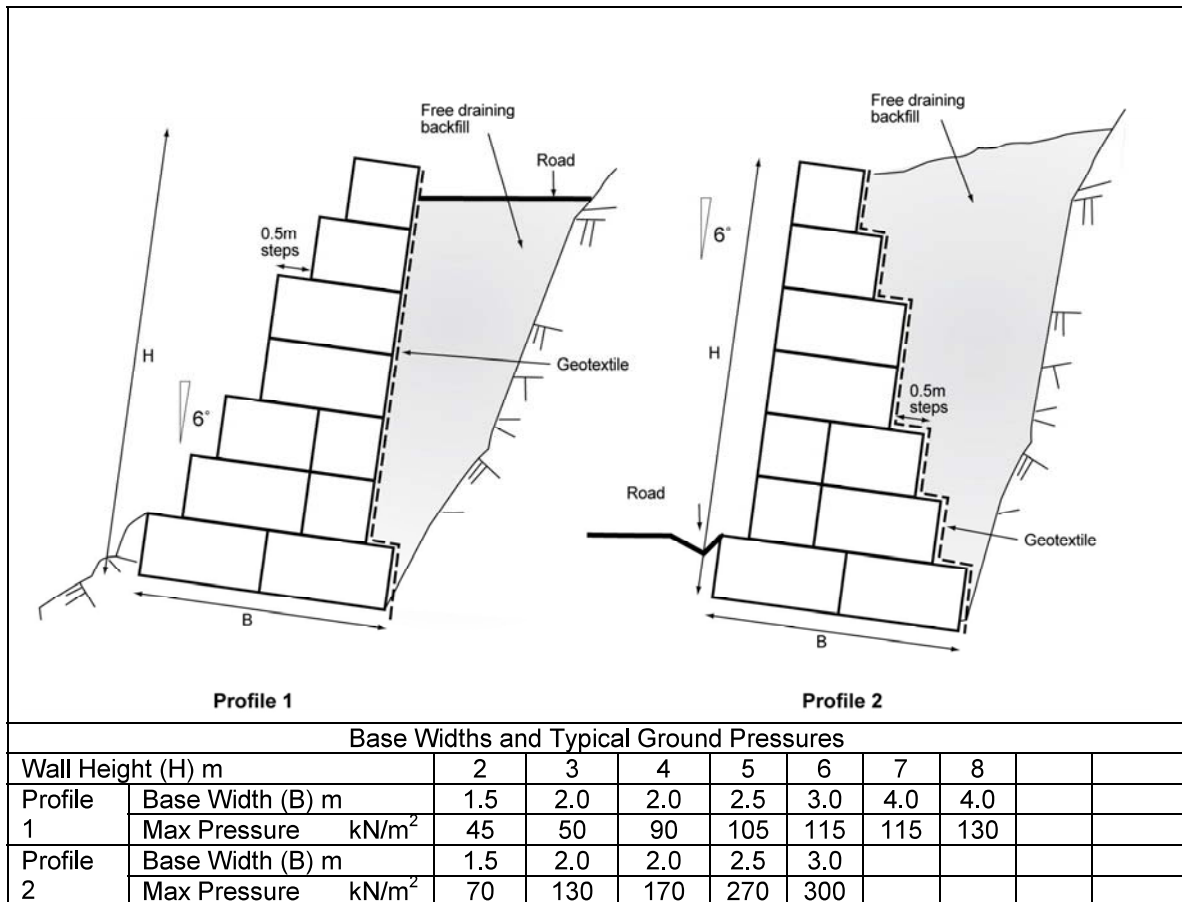 Free draining
backfill
Road
0.5m
steps
H
Geotextile
6°
B
Profile 1
Free draining
backfill
6°
H
0.5m
steps
Road
Geotextile
B
Profile 2
Base Widths and Typical Ground Pressures
Wall Height (H) m 2 3 4 5 6 7 8
Profile 1 Base Width (B) m 1.5 2.0 2.0 2.5 3.0 4.0 4.0
Max Pressure kN/m² 45 50 90 105 115 115 130
Profile 2 Base Width (B) m 1.5 2.0 2.0 2.5 3.0
Max Pressure kN/m² 70 130 170 270 300